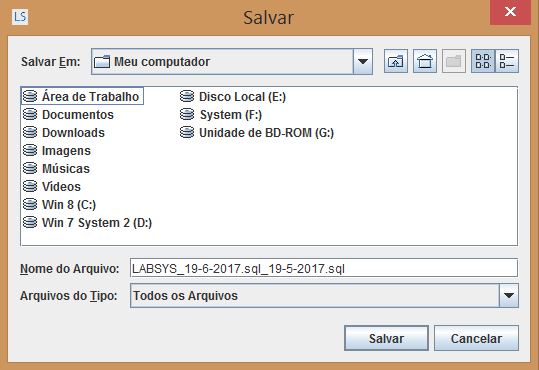 LS
Salvar
Salvar Em: Meu computador
Área de Trabalho
Documentos
Downloads
Imagens
Músicas
Vídeos
Win 8 (C:)
Win 7 System 2 (D:)
Disco Local (E:)
System (F:)
Unidade de BD-ROM (G:)
Nome do Arquivo: LABSYS_19-6-2017.sql_19-5-2017.sql
Arquivos do Tipo: Todos os Arquivos
Salvar Cancelar